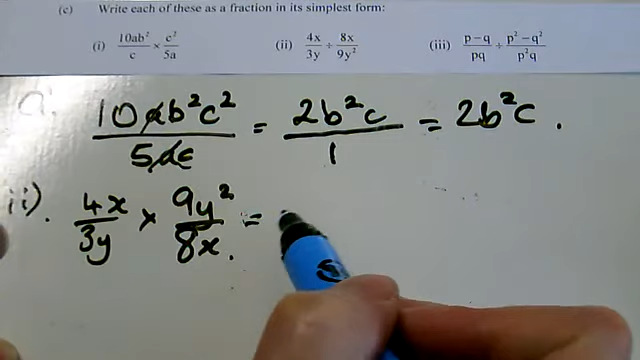 (c) Write each of these as a fraction in its simplest form:
(i) 10ab²/c × c²/5a (ii) 4x/3y ÷ 8x/9y² (iii) p−q/pq ÷ p²−q²/p²q
10ab²c²/5ac = 2b²c/1 = 2b²c.
ii). 4x/3y × 9y²/8x. =